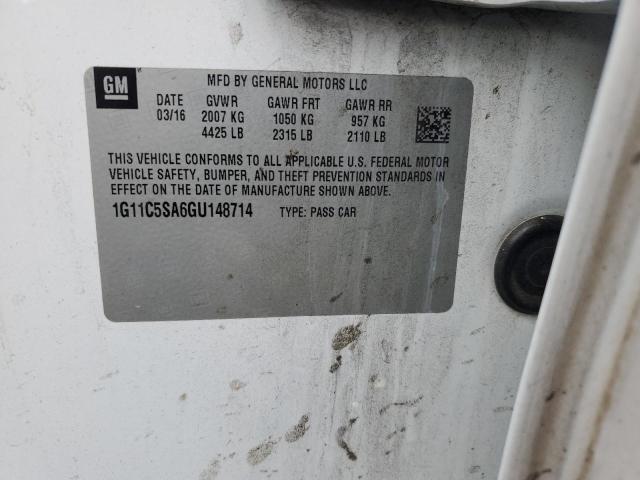 GM
MFD BY GENERAL MOTORS LLC
DATE GVWR GAWR FRT GAWR RR
03/16 2007 KG 1050 KG 957 KG
4425 LB 2315 LB 2110 LB
THIS VEHICLE CONFORMS TO ALL APPLICABLE U.S. FEDERAL MOTOR
VEHICLE SAFETY, BUMPER, AND THEFT PREVENTION STANDARDS IN
EFFECT ON THE DATE OF MANUFACTURE SHOWN ABOVE.
1G11C5SA6GU148714 TYPE: PASS CAR